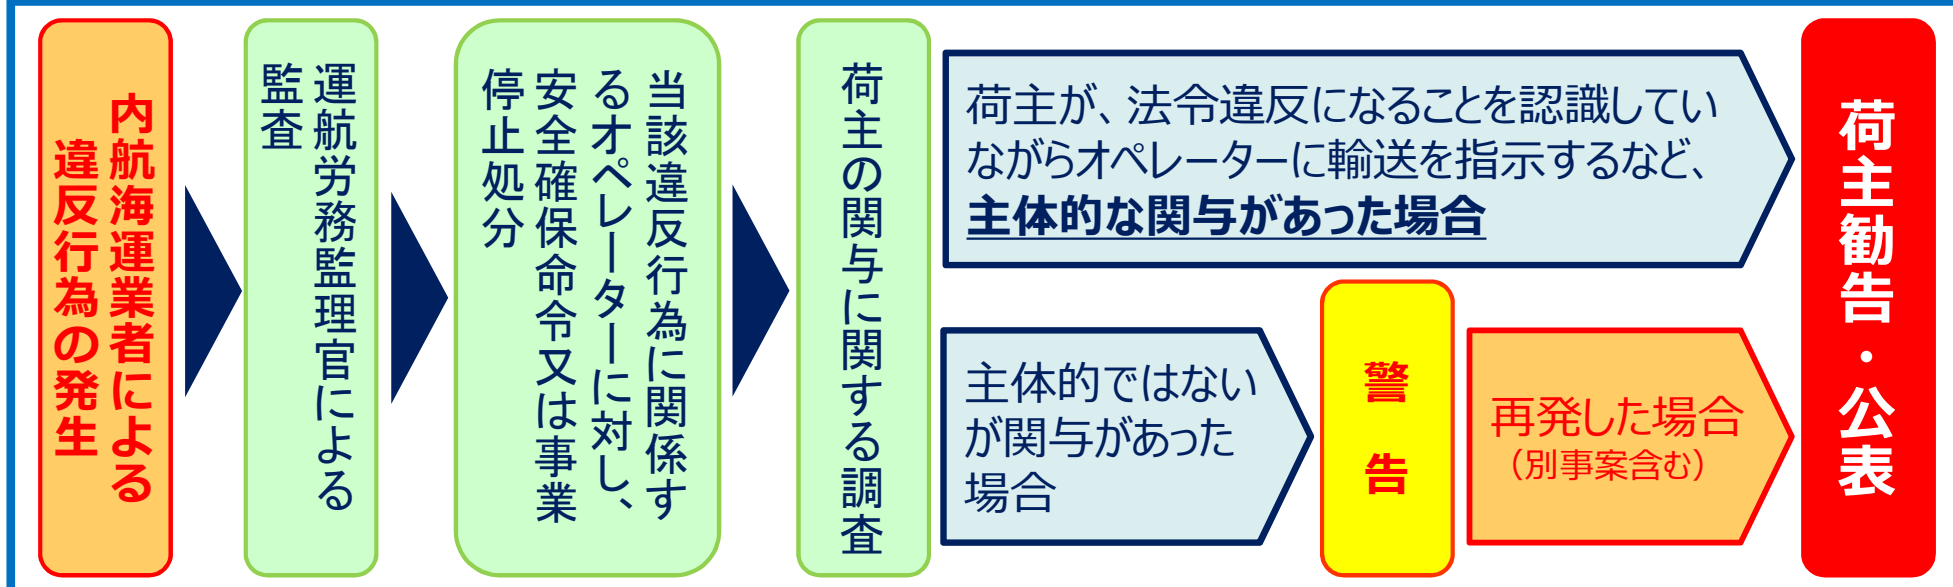 内航海運業者による
違反行為の発生
運航労務監理官による
監査
当該違反行為に関係す
るオペレーターに対し、
安全確保命令又は事業
停止処分
荷主の関与に関する調査
荷主が、法令違反になることを認識してい
ながらオペレーターに輸送を指示するなど、
主体的な関与があった場合
主体的ではない
が関与があった
場合
警告
再発した場合
（別事案含む）
荷主勧告・公表